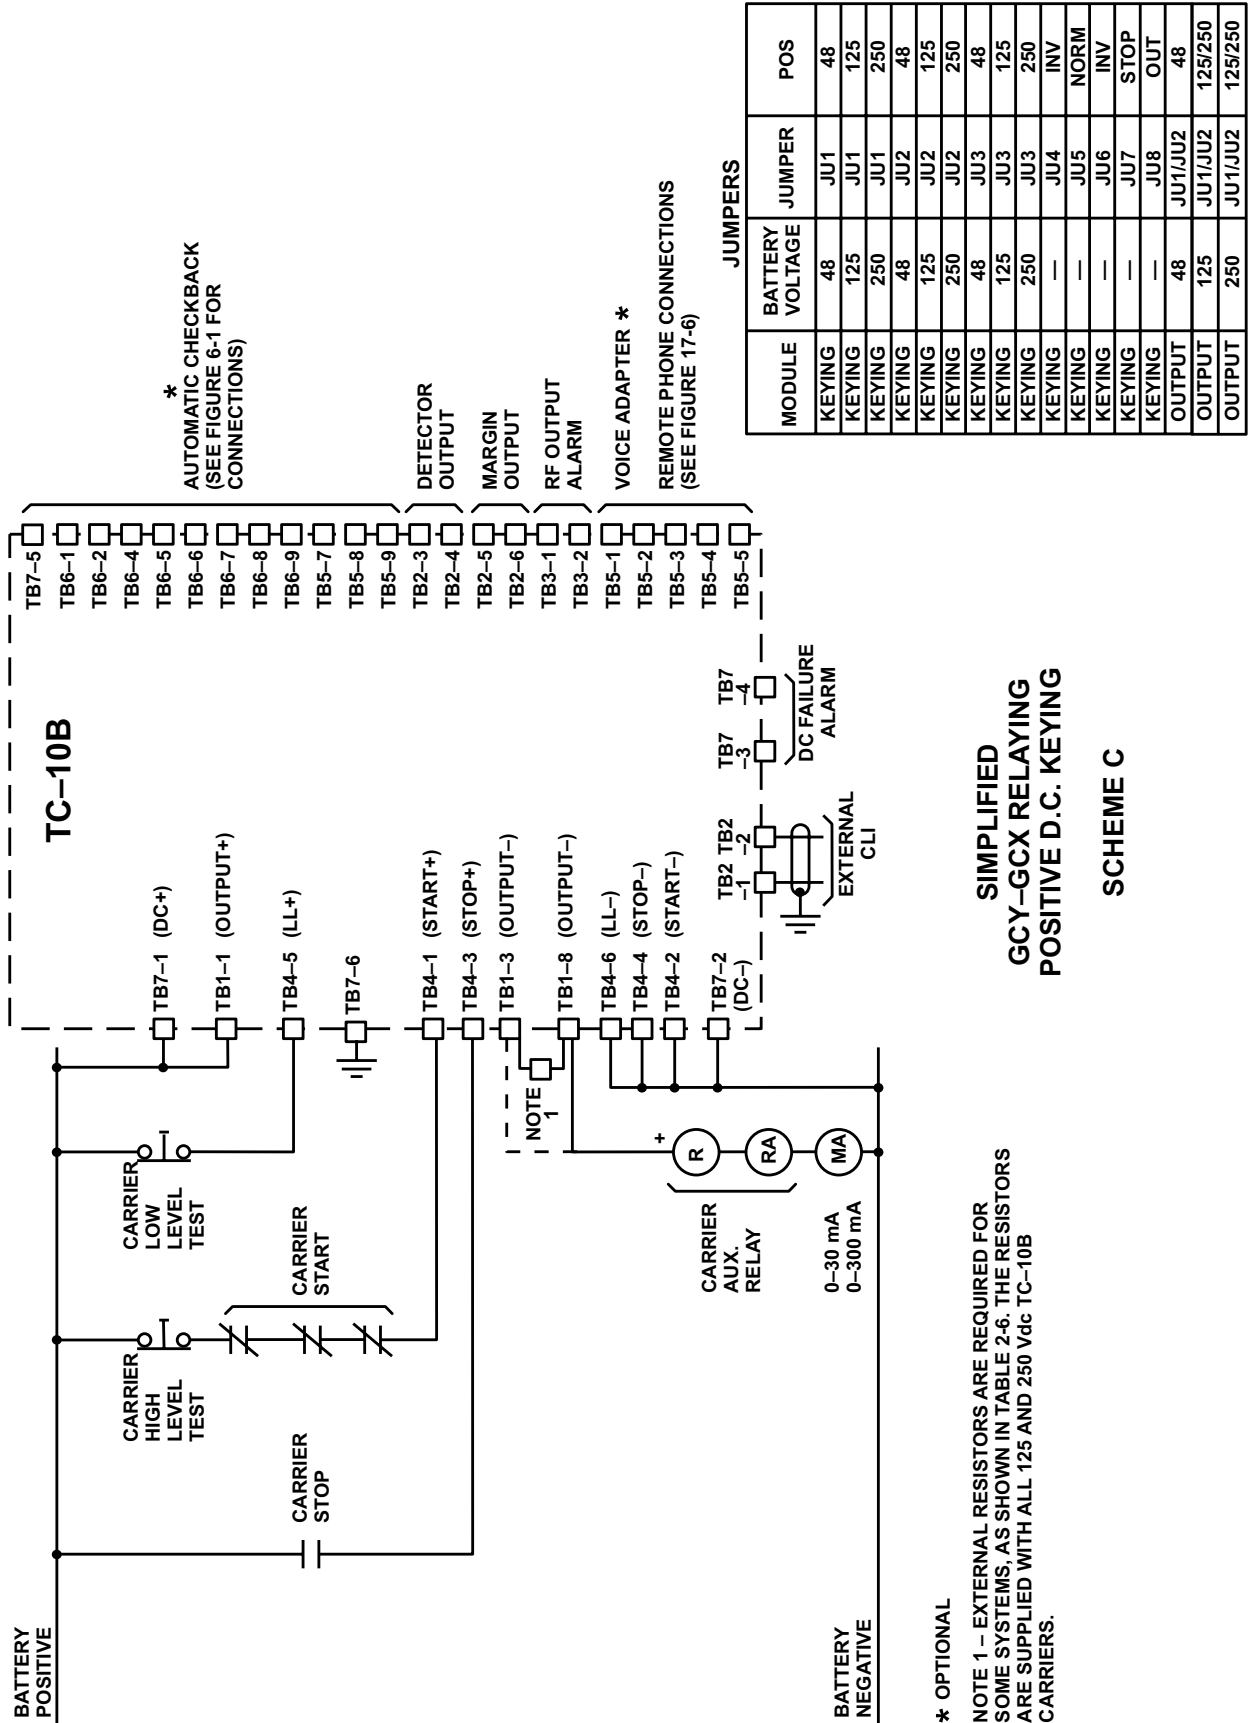 BATTERY
POSITIVE
CARRIER
STOP
CARRIER
HIGH
LEVEL
TEST
CARRIER
START
CARRIER
LOW
LEVEL
TEST
TC–10B
TB7–1 (DC+)
TB1–1 (OUTPUT+)
TB4–5 (LL+)
TB7–6
TB4–1 (START+)
TB4–3 (STOP+)
TB1–3 (OUTPUT–)
TB1–8 (OUTPUT–)
TB4–6 (LL–)
TB4–4 (STOP–)
TB4–2 (START–)
TB7–2
(DC–)
NOTE
1
CARRIER
AUX.
RELAY
+
R
RA
MA
0–30 mA
0–300 mA
BATTERY
NEGATIVE
TB2
–1
TB2
–2
EXTERNAL
CLI
TB7
–3
TB7
–4
DC FAILURE
ALARM
TB7–5
TB6–1
TB6–2
TB6–4
TB6–5
TB6–6
TB6–7
TB6–8
TB6–9
TB5–7
TB5–8
TB5–9
TB2–3
TB2–4
TB2–5
TB2–6
TB3–1
TB3–2
TB5–1
TB5–2
TB5–3
TB5–4
TB5–5
*
AUTOMATIC CHECKBACK
(SEE FIGURE 6-1 FOR
CONNECTIONS)
DETECTOR
OUTPUT
MARGIN
OUTPUT
RF OUTPUT
ALARM
VOICE ADAPTER *
REMOTE PHONE CONNECTIONS
(SEE FIGURE 17-6)
* OPTIONAL
NOTE 1 – EXTERNAL RESISTORS ARE REQUIRED FOR
SOME SYSTEMS, AS SHOWN IN TABLE 2-6. THE RESISTORS
ARE SUPPLIED WITH ALL 125 AND 250 Vdc TC–10B
CARRIERS.
SIMPLIFIED
GCY–GCX RELAYING
POSITIVE D.C. KEYING
SCHEME C
JUMPERS
MODULE BATTERY VOLTAGE JUMPER POS
KEYING 48 JU1 48
KEYING 125 JU1 125
KEYING 250 JU1 250
KEYING 48 JU2 48
KEYING 125 JU2 125
KEYING 250 JU2 250
KEYING 48 JU3 48
KEYING 125 JU3 125
KEYING 250 JU3 250
KEYING — JU4 INV
KEYING — JU5 NORM
KEYING — JU6 INV
KEYING — JU7 STOP
KEYING — JU8 OUT
OUTPUT 48 JU1/JU2 48
OUTPUT 125 JU1/JU2 125/250
OUTPUT 250 JU1/JU2 125/250